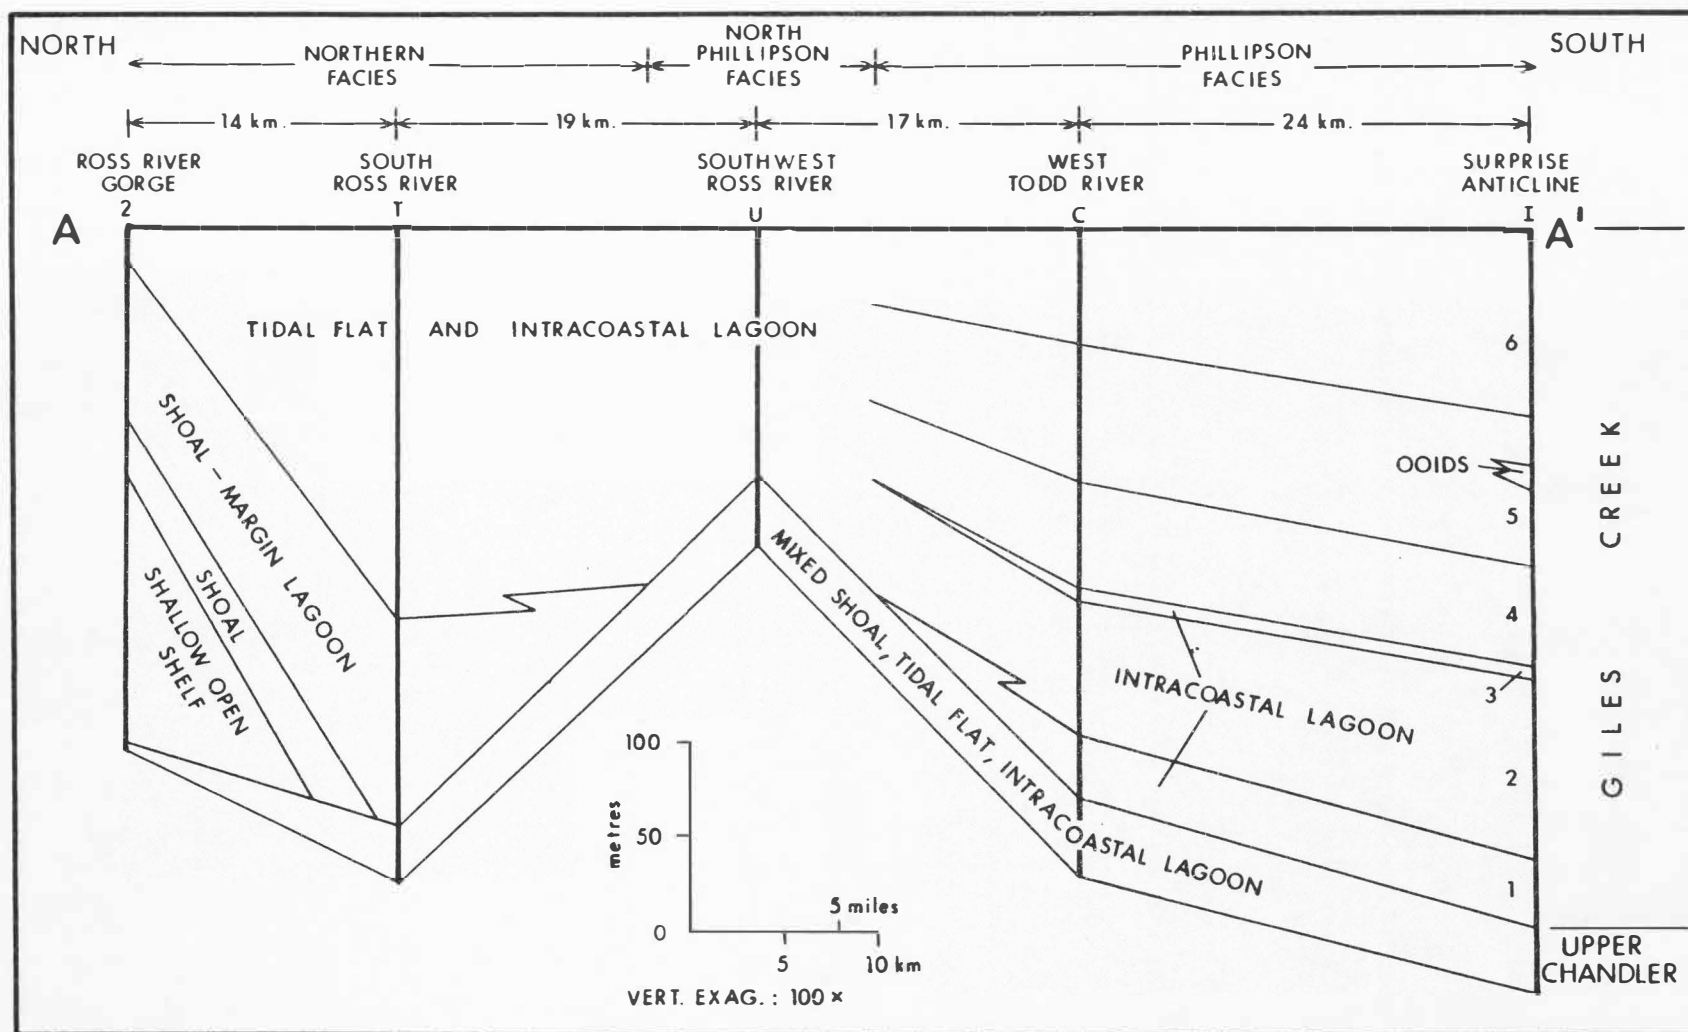 NORTH
NORTHERN
FACIES
NORTH
PHILLIPSON
FACIES
PHILLIPSON
FACIES
SOUTH
14 km.
19 km.
17 km.
24 km.
ROSS RIVER
GORGE
2
SOUTH
ROSS RIVER
T
SOUTHWEST
ROSS RIVER
U
WEST
TODD RIVER
C
SURPRISE
ANTICLINE
I
A
A'
TIDAL FLAT AND INTRACOASTAL LAGOON
SHOAL - MARGIN LAGOON
SHOAL
SHALLOW OPEN
SHELF
MIXED SHOAL, TIDAL FLAT, INTRACOASTAL LAGOON
INTRACOASTAL LAGOON
6
OOIDS
5
4
3
2
1
GILES CREEK
UPPER
CHANDLER
100
50
0
metres
5 miles
5
10 km
VERT. EXAG. : 100 x